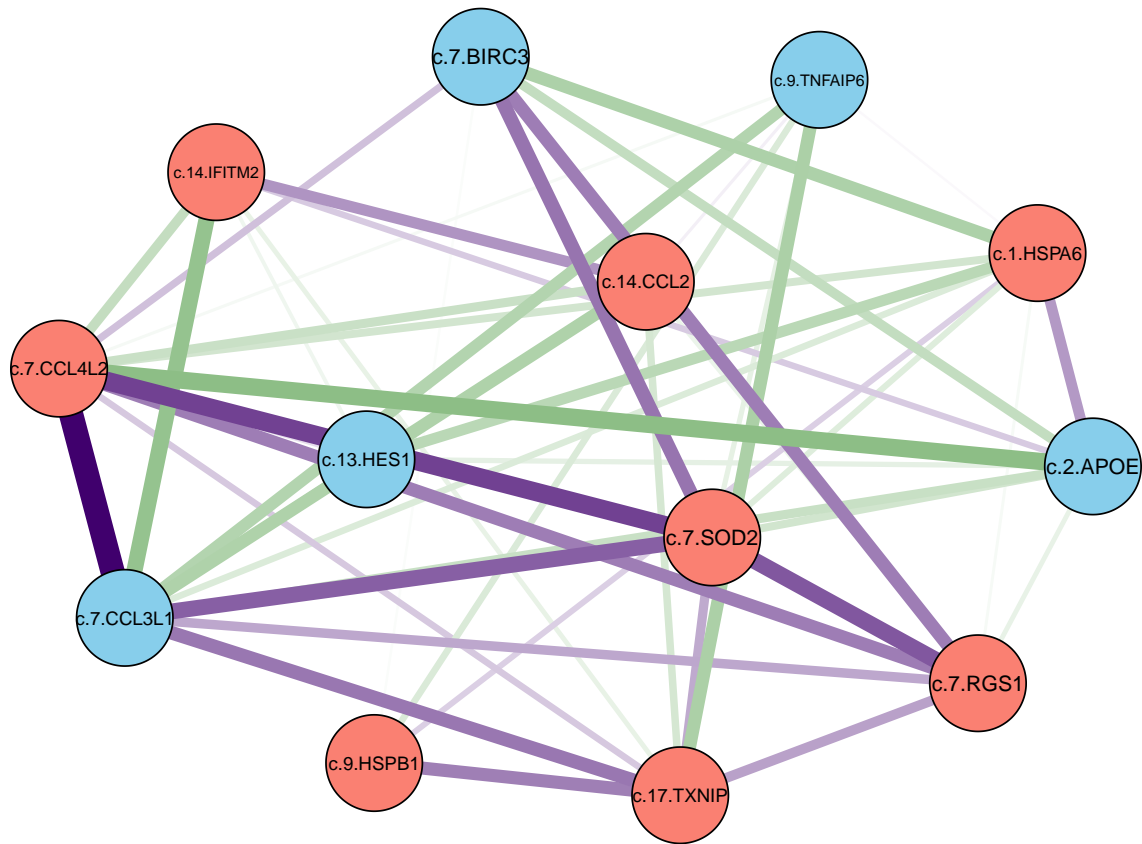 c.7.BIRC3
c.9.TNFAIP6
c.14.IFITM2
c.1.HSPA6
c.14.CCL2
c.7.CCL4L2
c.13.HES1
c.2.APOE
c.7.SOD2
c.7.CCL3L1
c.7.RGS1
c.9.HSPB1
c.17.TXNIP